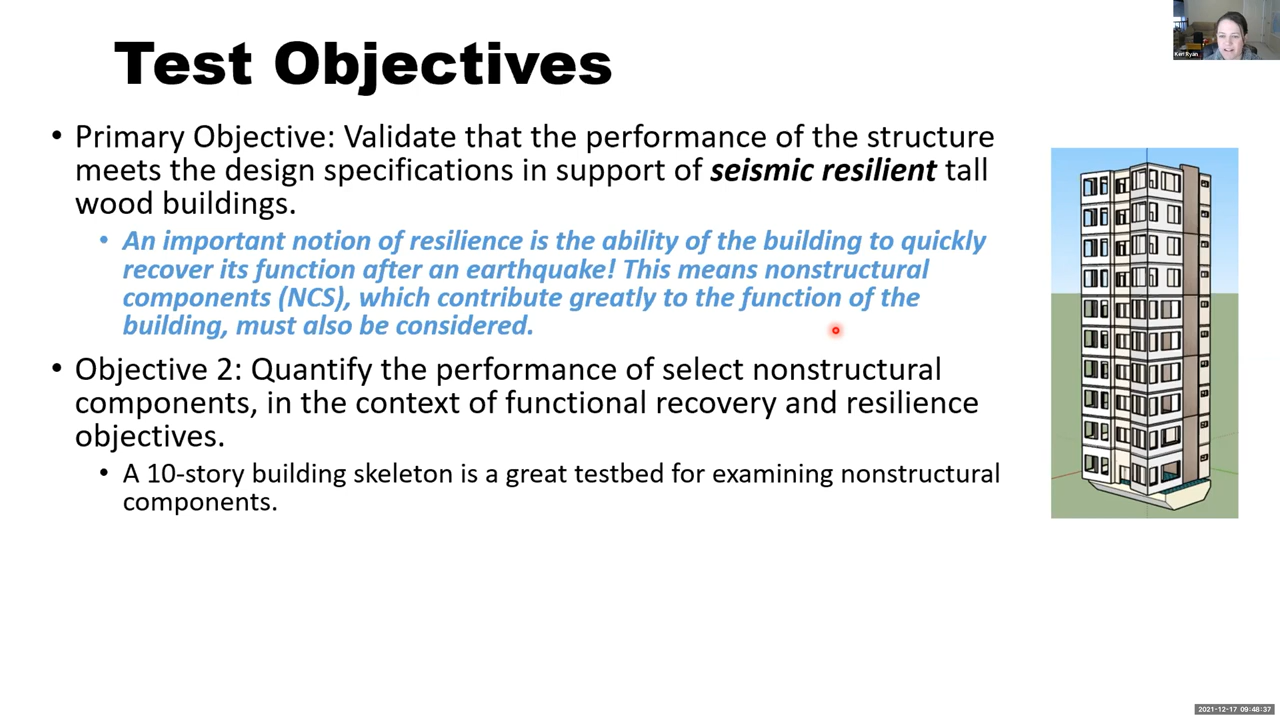 Test Objectives
• Primary Objective: Validate that the performance of the structure
meets the design specifications in support of seismic resilient tall
wood buildings.
• An important notion of resilience is the ability of the building to quickly
recover its function after an earthquake! This means nonstructural
components (NCS), which contribute greatly to the function of the
building, must also be considered.
• Objective 2: Quantify the performance of select nonstructural
components, in the context of functional recovery and resilience
objectives.
• A 10-story building skeleton is a great testbed for examining nonstructural
components.
Keri Ryan
2021-12-17 09:48:37